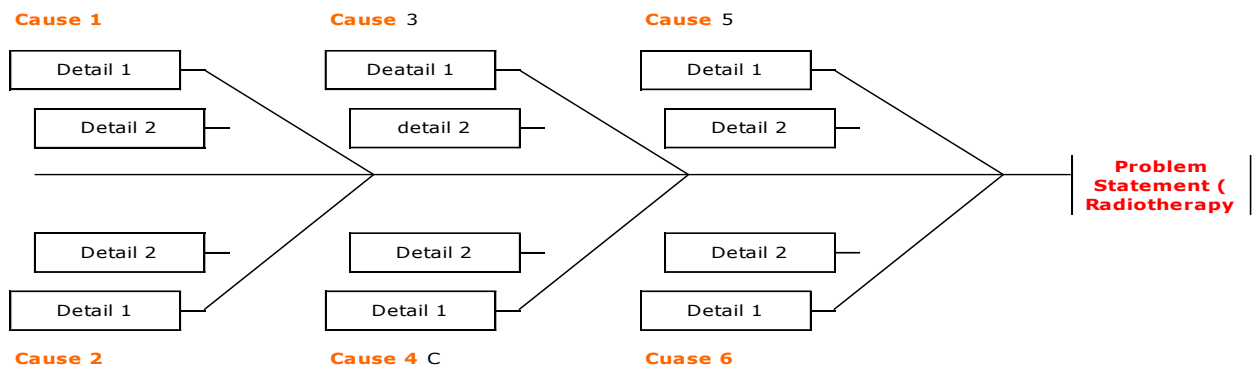 Cause 1
Cause 3
Cause 5
Detail 1
Deatail 1
Detail 1
Detail 2
detail 2
Detail 2
Problem
Statement (
Radiotherapy
Detail 2
Detail 2
Detail 2
Detail 1
Detail 1
Detail 1
Cause 2
Cause 4 C
Cuase 6